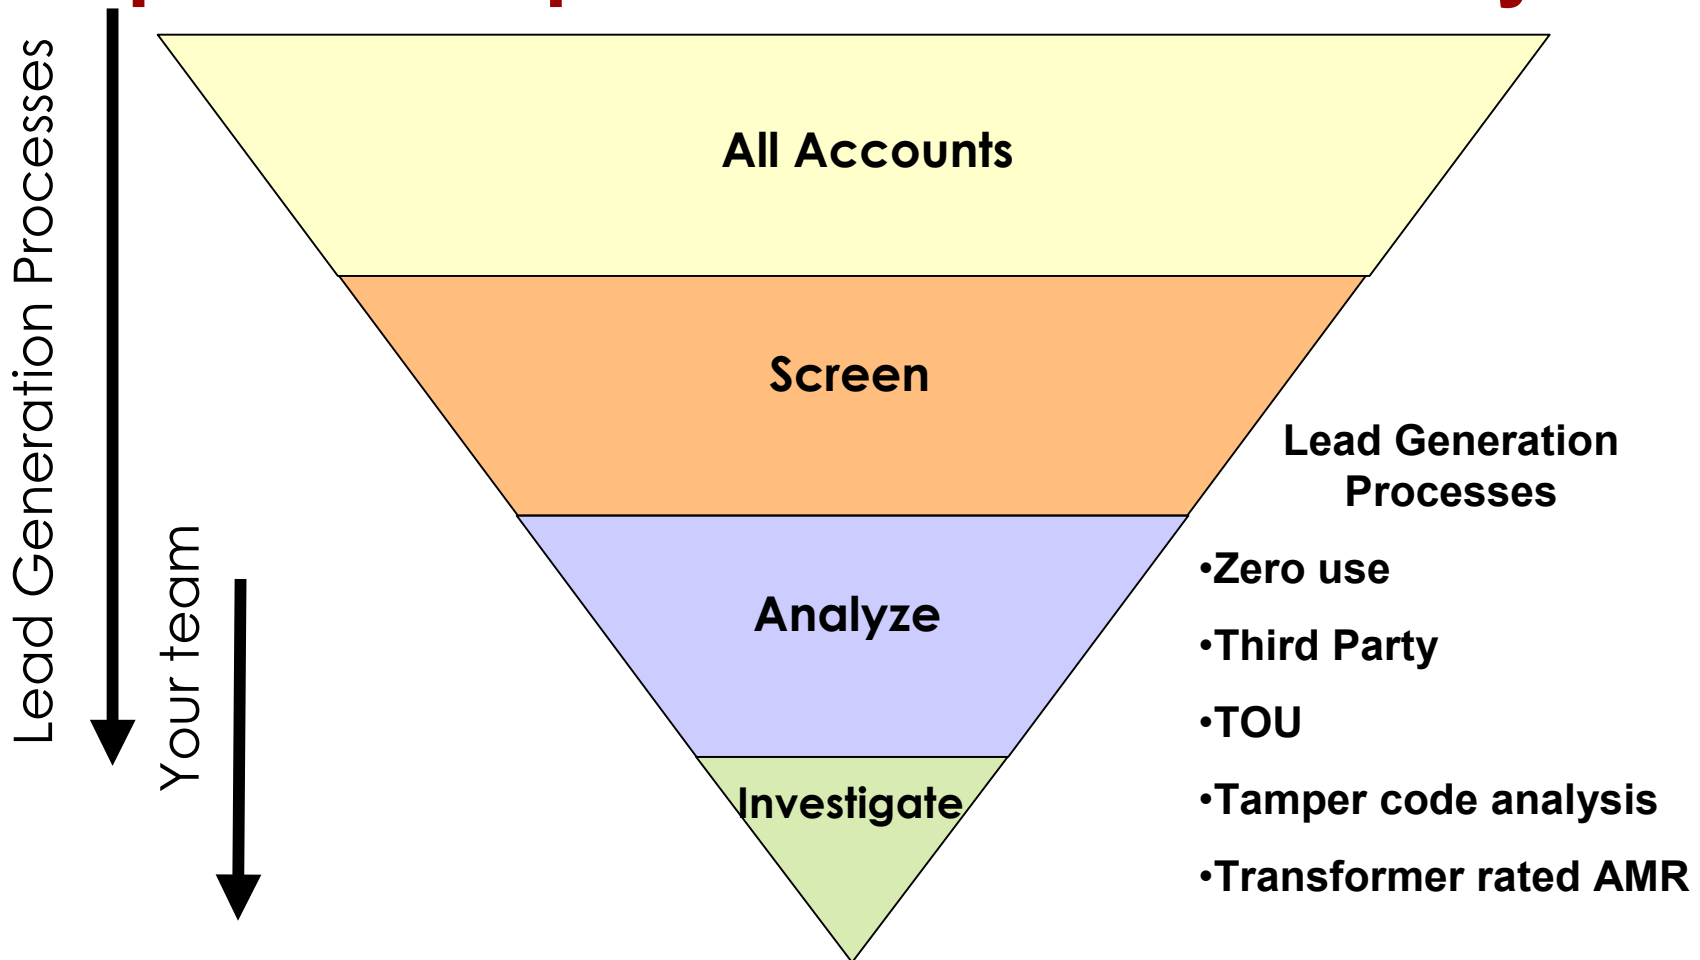 Lead Generation Processes
Your team
All Accounts
Screen
Analyze
Investigate
Lead Generation
Processes
•Zero use
•Third Party
•TOU
•Tamper code analysis
•Transformer rated AMR